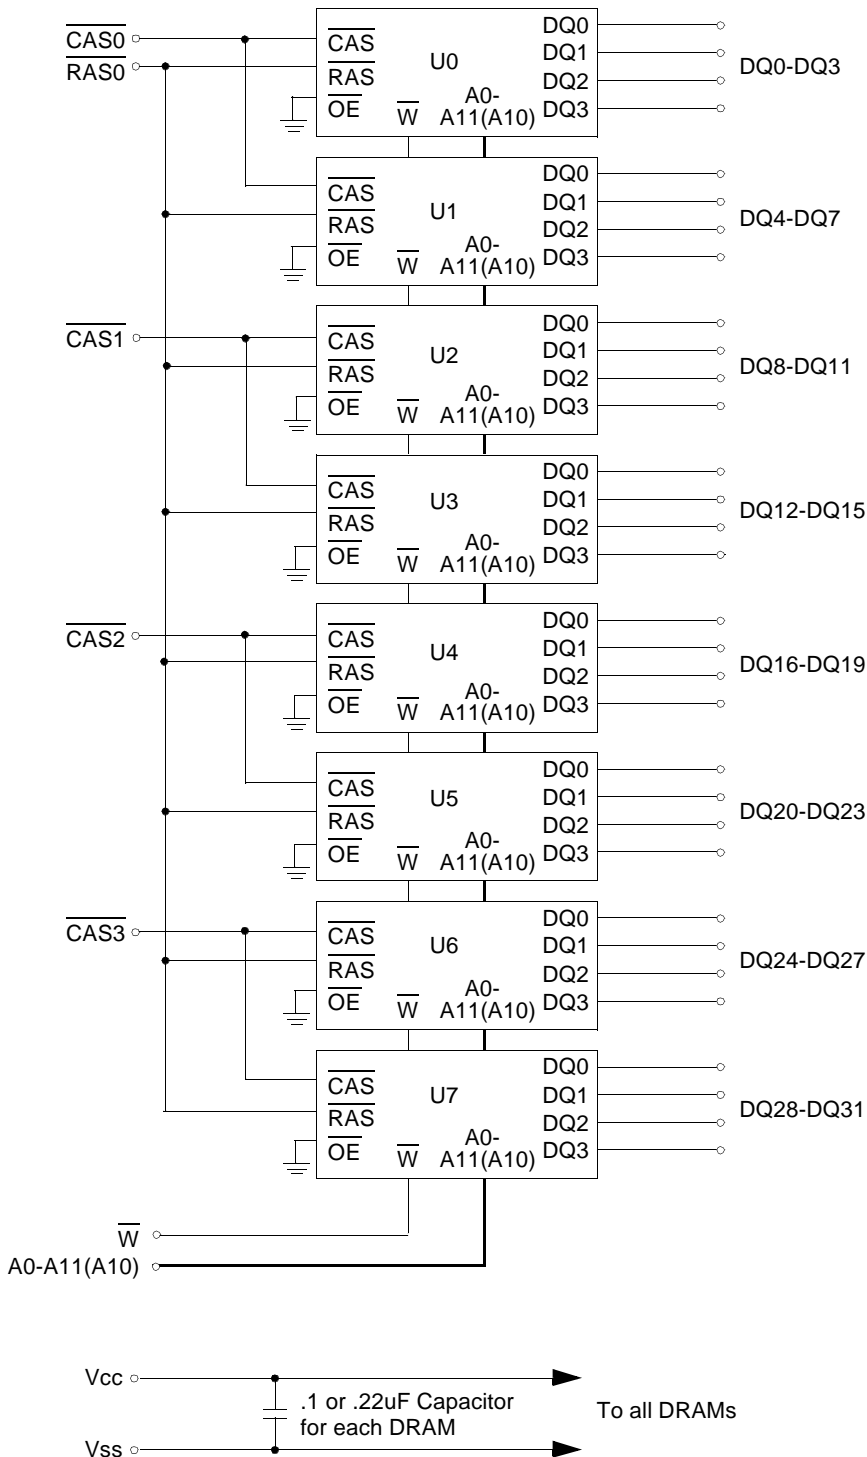 CAS0
RAS0
CAS
RAS
OE
U0
W
A0-
A11(A10)
DQ0
DQ1
DQ2
DQ3
DQ0-DQ3
CAS
RAS
OE
U1
W
A0-
A11(A10)
DQ0
DQ1
DQ2
DQ3
DQ4-DQ7
CAS1
CAS
RAS
OE
U2
W
A0-
A11(A10)
DQ0
DQ1
DQ2
DQ3
DQ8-DQ11
CAS
RAS
OE
U3
W
A0-
A11(A10)
DQ0
DQ1
DQ2
DQ3
DQ12-DQ15
CAS2
CAS
RAS
OE
U4
W
A0-
A11(A10)
DQ0
DQ1
DQ2
DQ3
DQ16-DQ19
CAS
RAS
OE
U5
W
A0-
A11(A10)
DQ0
DQ1
DQ2
DQ3
DQ20-DQ23
CAS3
CAS
RAS
OE
U6
W
A0-
A11(A10)
DQ0
DQ1
DQ2
DQ3
DQ24-DQ27
CAS
RAS
OE
U7
W
A0-
A11(A10)
DQ0
DQ1
DQ2
DQ3
DQ28-DQ31
W
A0-A11(A10)
Vcc
.1 or .22uF Capacitor
for each DRAM
To all DRAMs
Vss